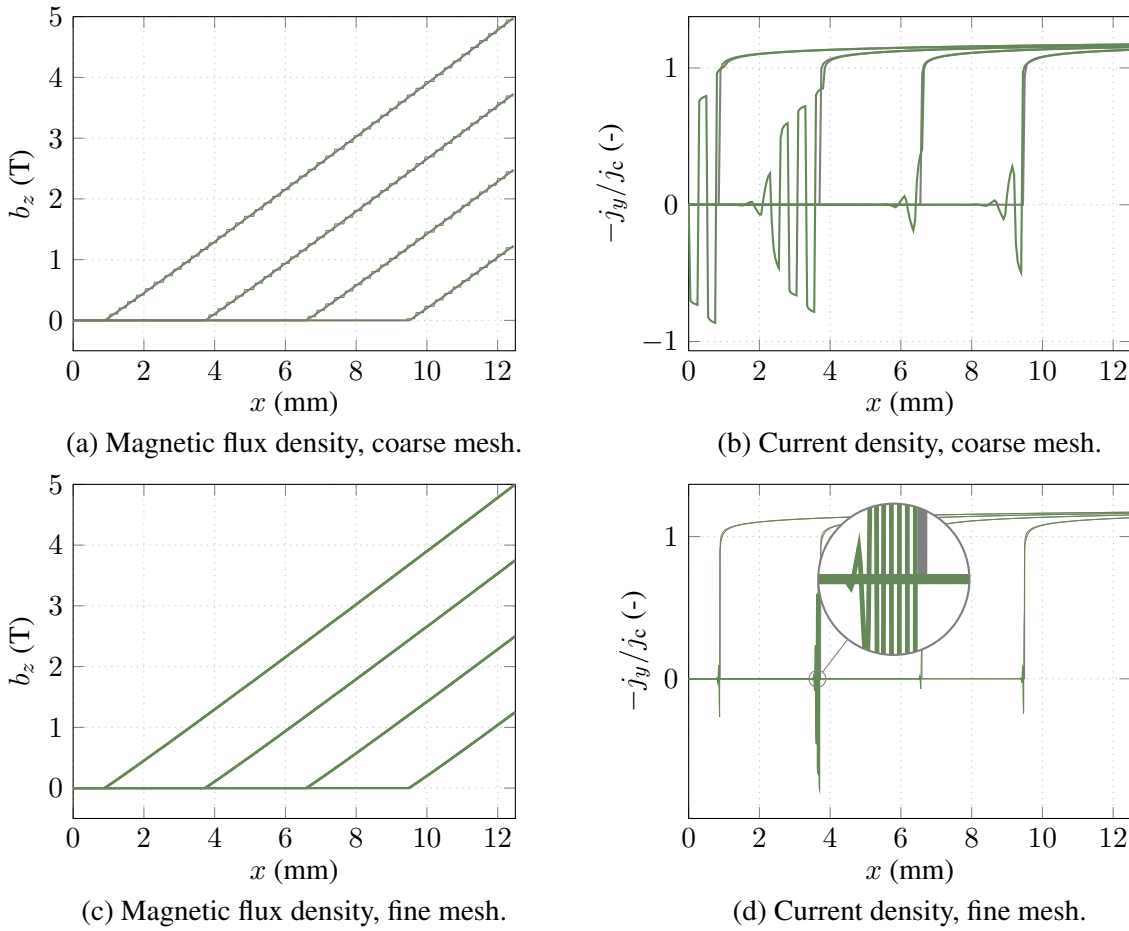 5
4
3
2
1
0
b_z (T)
0 2 4 6 8 10 12
x (mm)
(a) Magnetic flux density, coarse mesh.
1
0
−1
−j_y/j_c (-)
0 2 4 6 8 10 12
x (mm)
(b) Current density, coarse mesh.
5
4
3
2
1
0
b_z (T)
0 2 4 6 8 10 12
x (mm)
(c) Magnetic flux density, fine mesh.
1
0
−j_y/j_c (-)
0 2 4 6 8 10 12
x (mm)
(d) Current density, fine mesh.